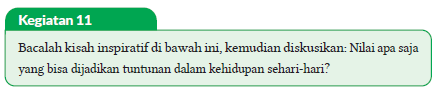 Kegiatan 11
Bacalah kisah inspiratif di bawah ini, kemudian diskusikan: Nilai apa saja
yang bisa dijadikan tuntunan dalam kehidupan sehari-hari?